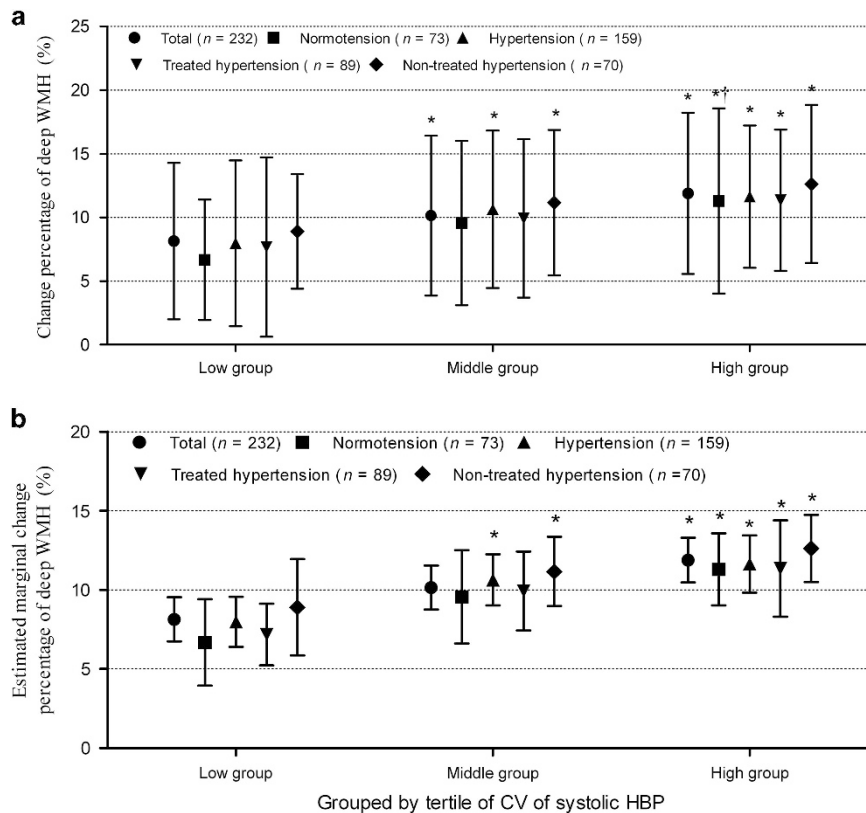 a
Change percentage of deep WMH (%)
25
20
15
10
5
0
Total (n = 232) Normotension (n = 73) Hypertension (n = 159)
Treated hypertension (n = 89) Non-treated hypertension ( n =70)
* * * * *† * * *
Low group Middle group High group
b
Estimated marginal change
percentage of deep WMH (%)
20
15
10
5
0
Total (n = 232) Normotension (n = 73) Hypertension (n = 159)
Treated hypertension ( n = 89) Non-treated hypertension ( n =70)
* * * * * * *
Low group Middle group High group
Grouped by tertile of CV of systolic HBP